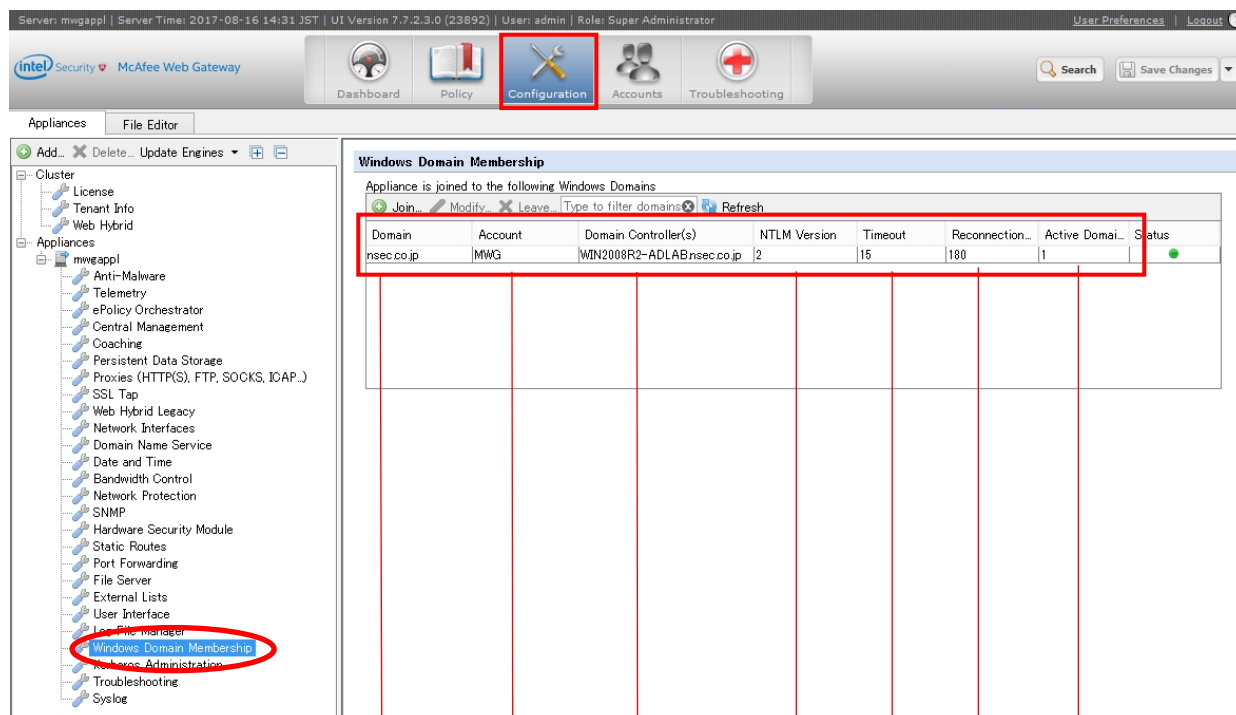 Server: mwgappl | Server Time: 2017-08-16 14:31 JST | UI Version 7.7.2.3.0 (23892) | User: admin | Role: Super Administrator
User Preferences | Logout
intel Security McAfee Web Gateway
Dashboard Policy Configuration Accounts Troubleshooting
Search Save Changes
Appliances File Editor
Add... Delete... Update Engines
Cluster
License
Tenant Info
Web Hybrid
Appliances
mwgappl
Anti-Malware
Telemetry
ePolicy Orchestrator
Central Management
Coaching
Persistent Data Storage
Proxies (HTTP(S), FTP, SOCKS, ICAP...)
SSL Tap
Web Hybrid Legacy
Network Interfaces
Domain Name Service
Date and Time
Bandwidth Control
Network Protection
SNMP
Hardware Security Module
Static Routes
Port Forwarding
File Server
External Lists
User Interface
Log File Manager
Windows Domain Membership
Kerberos Administration
Troubleshooting
Syslog
Windows Domain Membership
Appliance is joined to the following Windows Domains
Join... Modify... Leave... Type to filter domains Refresh
Domain Account Domain Controller(s) NTLM Version Timeout Reconnection... Active Domai... Status
nsec.co.jp MWG WIN2008R2-ADLAB.nsec.co.jp 2 15 180 1